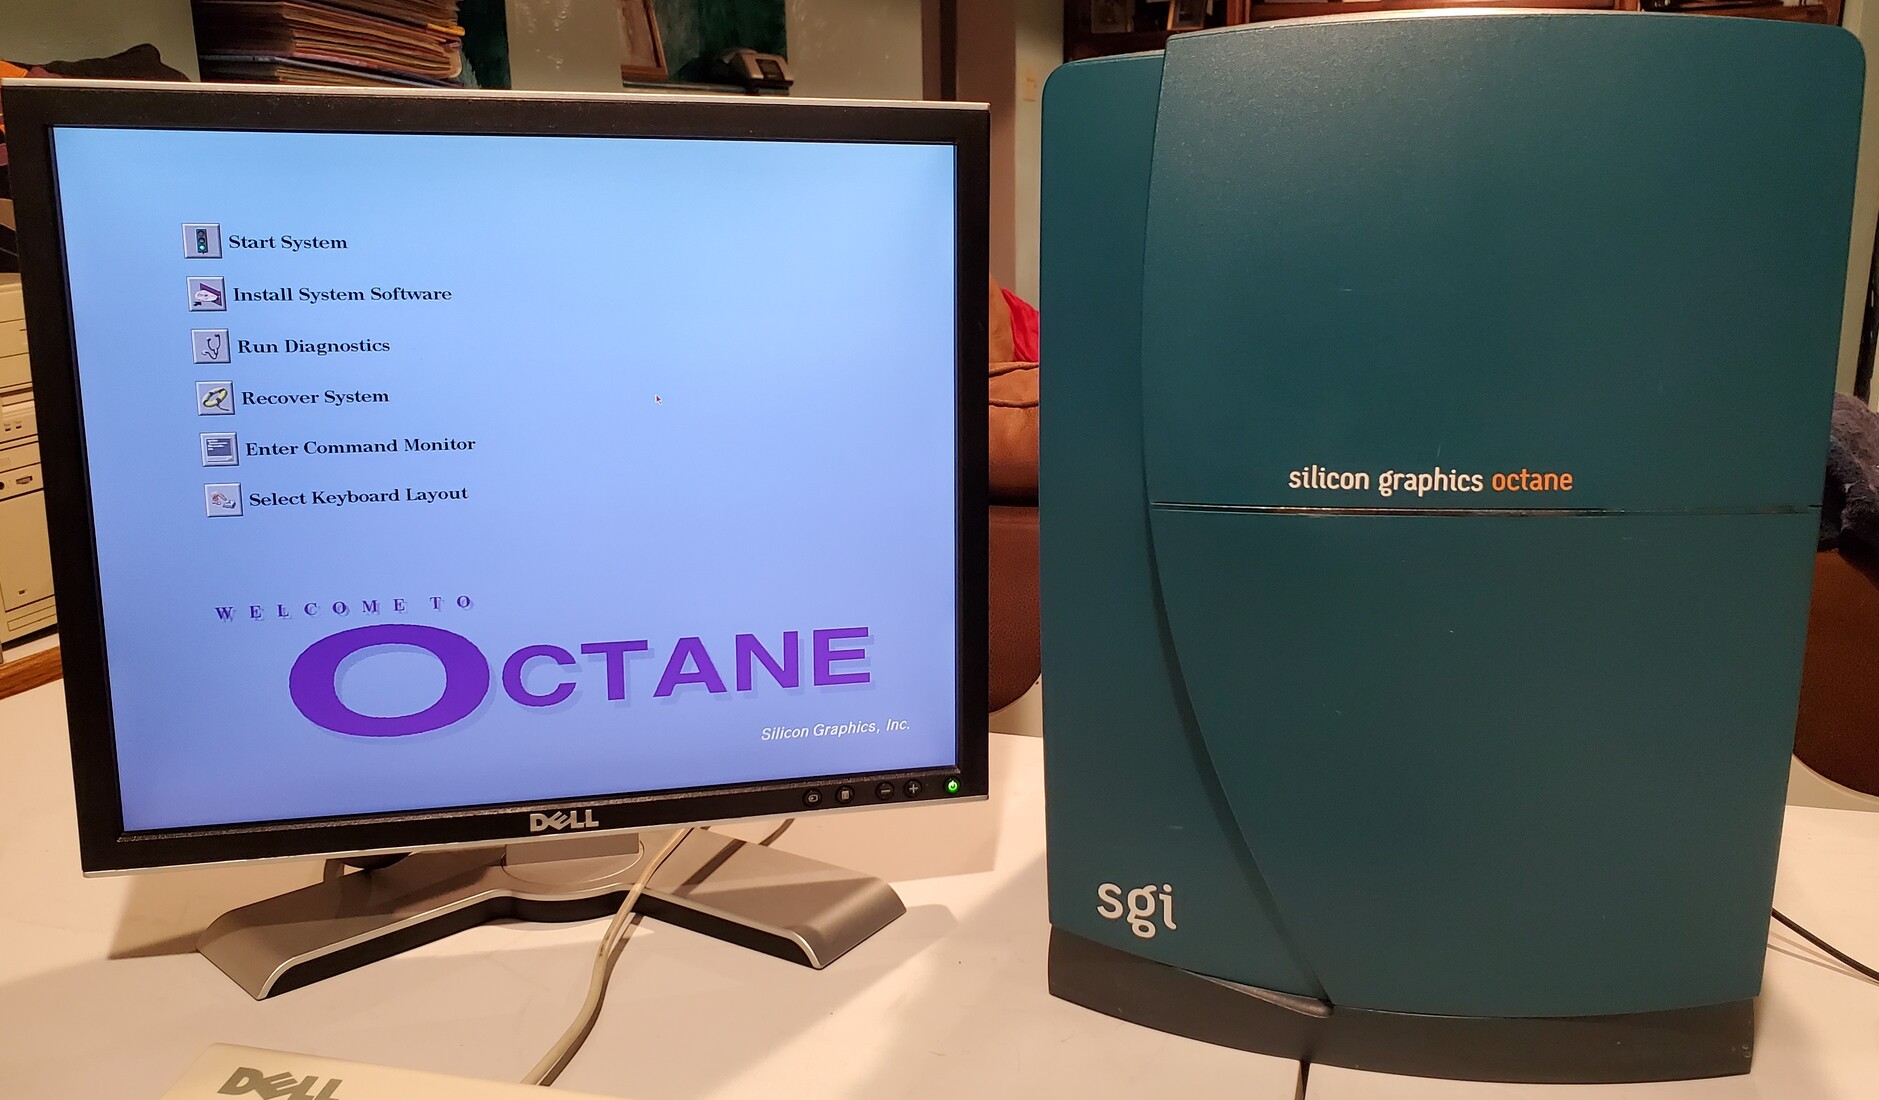 Start System
Install System Software
Run Diagnostics
Recover System
Enter Command Monitor
Select Keyboard Layout
WELCOME TO
OCTANE
Silicon Graphics, Inc.
DELL
DELL
silicon graphics octane
sgi